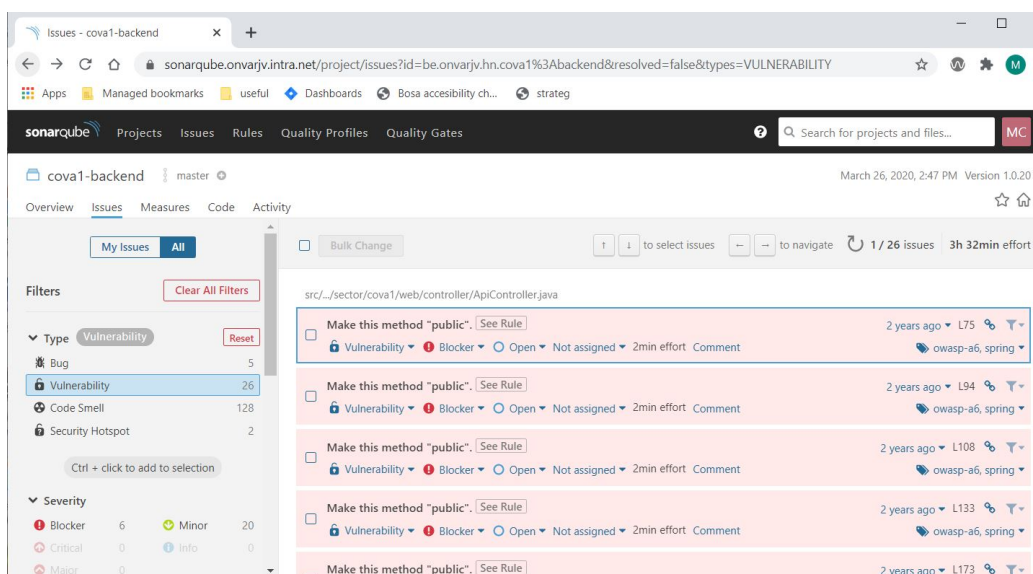 Issues - cova1-backend
sonarqube.onvarjv.intra.net/project/issues?id=be.onvarjv.hn.cova1%3Abackend&resolved=false&types=VULNERABILITY
M
Apps Managed bookmarks useful Dashboards Bosa accesibility ch... strateg
sonarqube Projects Issues Rules Quality Profiles Quality Gates ? Search for projects and files... MC
cova1-backend master March 26, 2020, 2:47 PM Version 1.0.20
Overview Issues Measures Code Activity
My Issues All
Bulk Change ↑ ↓ to select issues ← → to navigate 1 / 26 issues 3h 32min effort
Filters Clear All Filters
src/.../sector/cova1/web/controller/ApiController.java
Type Vulnerability Reset
Bug 5
Vulnerability 26
Code Smell 128
Security Hotspot 2
Ctrl + click to add to selection
Severity
Blocker 6 Minor 20
Critical 0 Info 0
Major 0
Make this method "public". See Rule 2 years ago L75
Vulnerability Blocker Open Not assigned 2min effort Comment owasp-a6, spring
Make this method "public". See Rule 2 years ago L94
Vulnerability Blocker Open Not assigned 2min effort Comment owasp-a6, spring
Make this method "public". See Rule 2 years ago L108
Vulnerability Blocker Open Not assigned 2min effort Comment owasp-a6, spring
Make this method "public". See Rule 2 years ago L133
Vulnerability Blocker Open Not assigned 2min effort Comment owasp-a6, spring
Make this method "public". See Rule 2 years ago L173